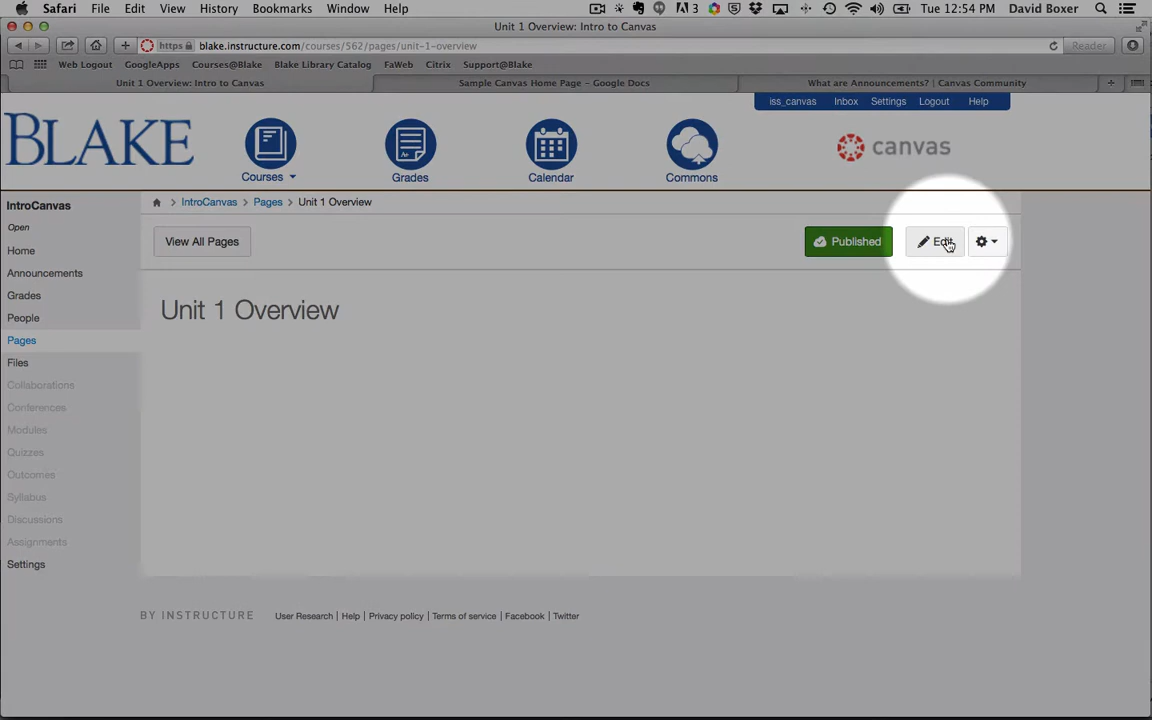 Safari File Edit View History Bookmarks Window Help 3 5 Tue 12:54 PM David Boxer
Unit 1 Overview: Intro to Canvas
https blake.instructure.com/courses/562/pages/unit-1-overview Reader
Web Logout GoogleApps Courses@Blake Blake Library Catalog FaWeb Citrix Support@Blake
Unit 1 Overview: Intro to Canvas Sample Canvas Home Page - Google Docs What are Announcements? | Canvas Community
iss_canvas Inbox Settings Logout Help
BLAKE
canvas
Courses Grades Calendar Commons
IntroCanvas
Open
Home
Announcements
Grades
People
Pages
Files
Collaborations
Conferences
Modules
Quizzes
Outcomes
Syllabus
Discussions
Assignments
Settings
IntroCanvas Pages Unit 1 Overview
View All Pages Published Edit
Unit 1 Overview
BY INSTRUCTURE User Research | Help | Privacy policy | Terms of service | Facebook | Twitter